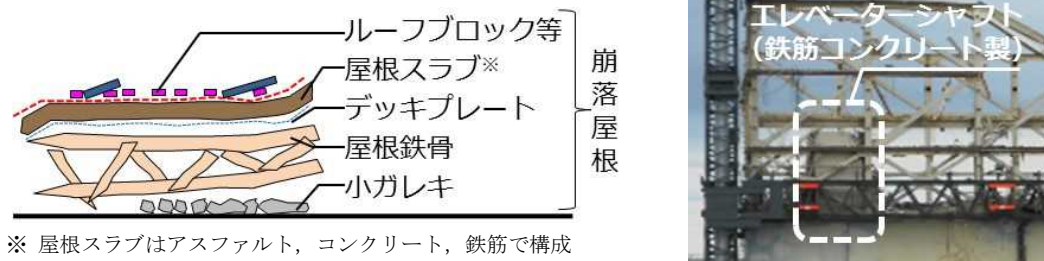 ルーフブロック等
屋根スラブ※
デッキプレート
屋根鉄骨
小ガレキ
崩落屋根
※ 屋根スラブはアスファルト，コンクリート，鉄筋で構成
エレベーターシャフト
(鉄筋コンクリート製)